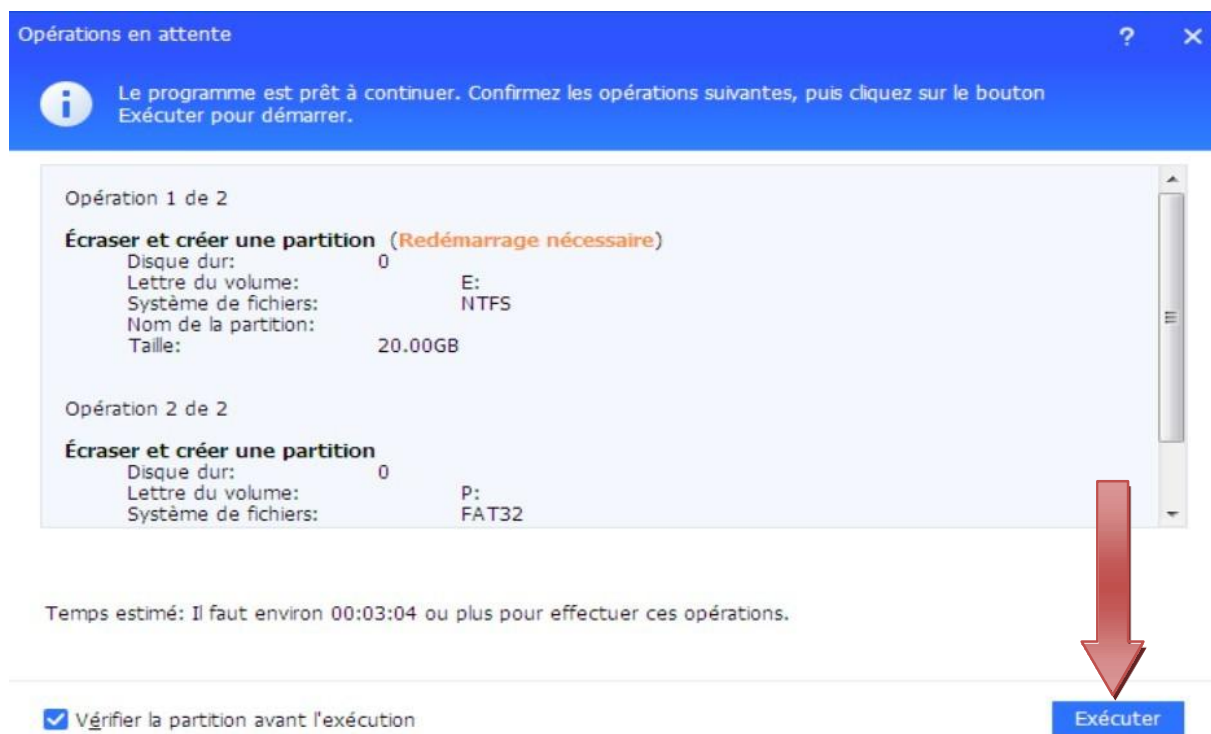 Opérations en attente
Le programme est prêt à continuer. Confirmez les opérations suivantes, puis cliquez sur le bouton
Exécuter pour démarrer.
Opération 1 de 2
Écraser et créer une partition (Redémarrage nécessaire)
Disque dur: 0
Lettre du volume: E:
Système de fichiers: NTFS
Nom de la partition:
Taille: 20.00GB
Opération 2 de 2
Écraser et créer une partition
Disque dur: 0
Lettre du volume: P:
Système de fichiers: FAT32
Temps estimé: Il faut environ 00:03:04 ou plus pour effectuer ces opérations.
Vérifier la partition avant l'exécution
Exécuter